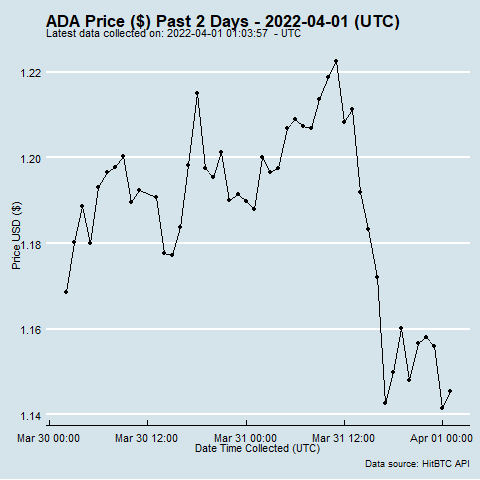 ADA Price ($) Past 2 Days - 2022-04-01 (UTC)
Latest data collected on: 2022-04-01 01:03:57 - UTC
1.22
1.20
1.18
1.16
1.14
Price USD ($)
Mar 30 00:00 Mar 30 12:00 Mar 31 00:00 Mar 31 12:00 Apr 01 00:00
Date Time Collected (UTC)
Data source: HitBTC API